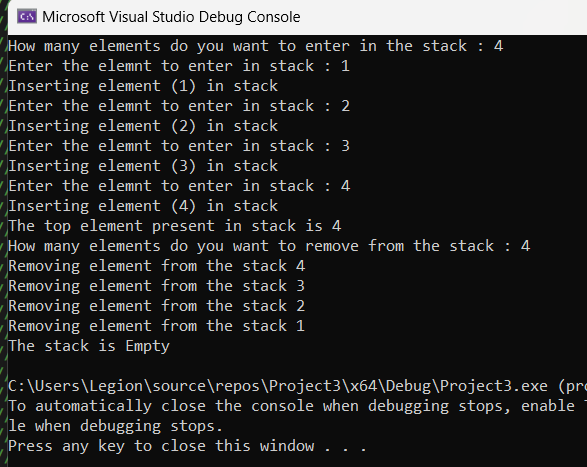 Microsoft Visual Studio Debug Console
How many elements do you want to enter in the stack : 4
Enter the elemnt to enter in stack : 1
Inserting element (1) in stack
Enter the elemnt to enter in stack : 2
Inserting element (2) in stack
Enter the elemnt to enter in stack : 3
Inserting element (3) in stack
Enter the elemnt to enter in stack : 4
Inserting element (4) in stack
The top element present in stack is 4
How many elements do you want to remove from the stack : 4
Removing element from the stack 4
Removing element from the stack 3
Removing element from the stack 2
Removing element from the stack 1
The stack is Empty
C:\Users\Legion\source\repos\Project3\x64\Debug\Project3.exe (pro
To automatically close the console when debugging stops, enable
le when debugging stops.
Press any key to close this window . . .